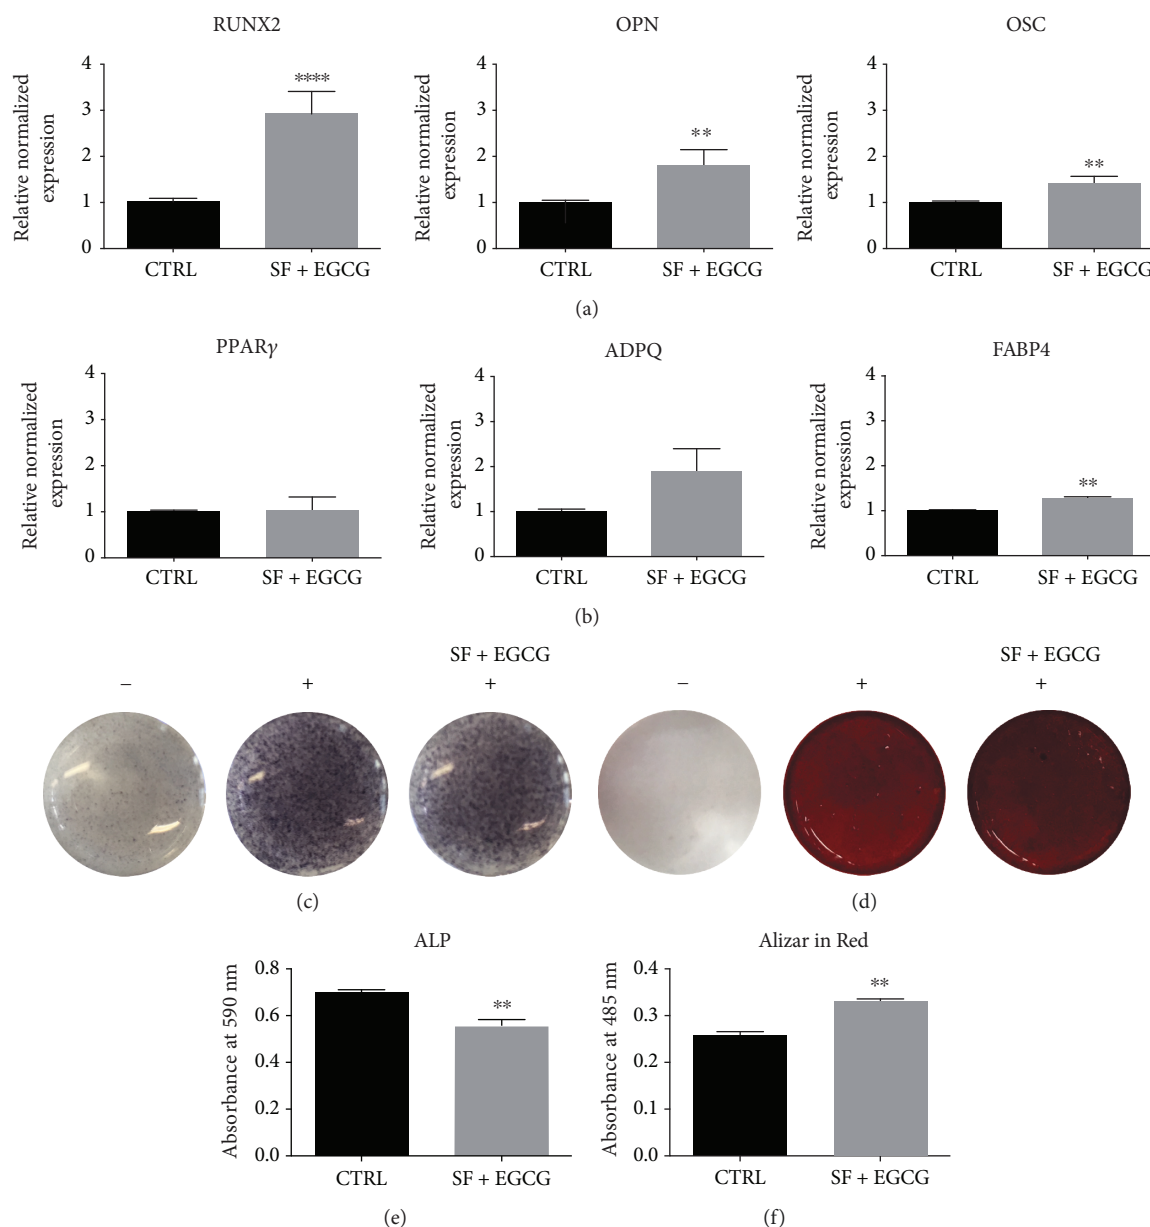 RUNX2
OPN
OSC
Relative normalized
expression
4
3
2
1
0
****
CTRL
SF + EGCG
Relative normalized
expression
4
3
2
1
0
**
CTRL
SF + EGCG
Relative normalized
expression
4
3
2
1
0
**
CTRL
SF + EGCG
(a)
PPARγ
ADPQ
FABP4
Relative normalized
expression
4
3
2
1
0
CTRL
SF + EGCG
Relative normalized
expression
4
3
2
1
0
CTRL
SF + EGCG
Relative normalized
expression
4
3
2
1
0
**
CTRL
SF + EGCG
(b)
SF + EGCG
– + +
(c)
SF + EGCG
– + +
(d)
ALP
Absorbance at 590 nm
0.8
0.6
0.4
0.2
0.0
**
CTRL
SF + EGCG
(e)
Alizar in Red
Absorbance at 485 nm
0.4
0.3
0.2
0.1
0.0
**
CTRL
SF + EGCG
(f)